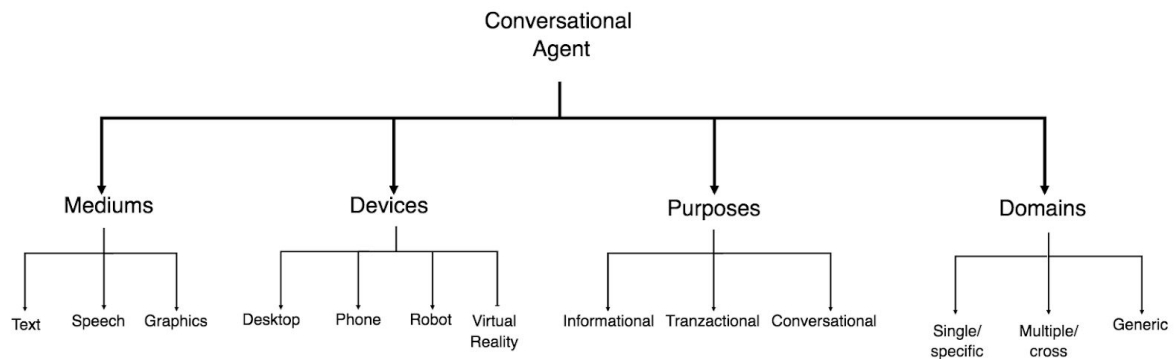 Conversational
Agent
Mediums
Devices
Purposes
Domains
Text
Speech
Graphics
Desktop
Phone
Robot
Virtual
Reality
Informational
Tranzactional
Conversational
Single/
specific
Multiple/
cross
Generic